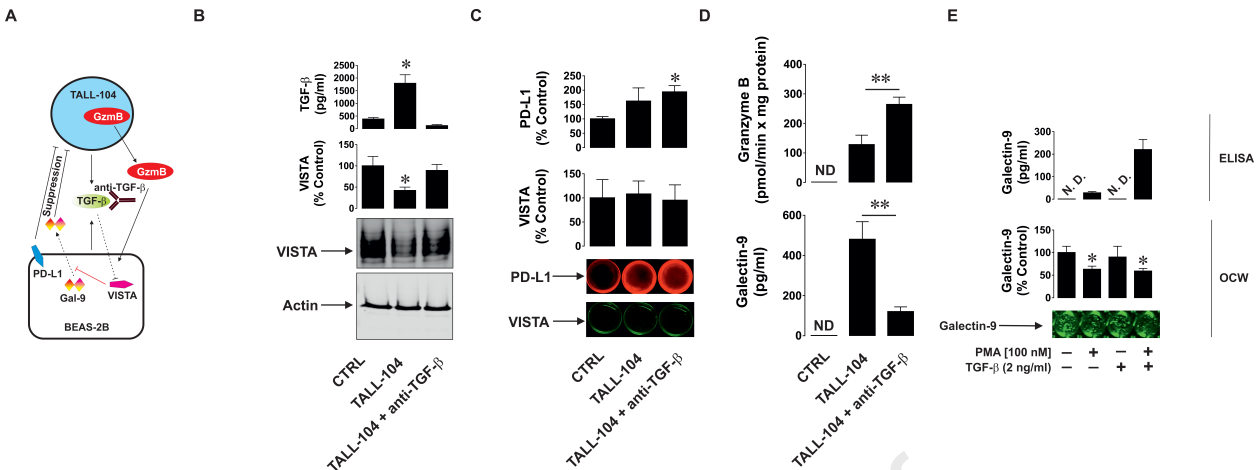 A
TALL-104
GzmB
GzmB
Suppression
anti-TGF-β
TGF-β
PD-L1
Gal-9
VISTA
BEAS-2B
B
TGF-β
(pg/ml)
2500
2000
1500
1000
500
0
*
VISTA
(% Control)
150
100
50
0
*
VISTA
Actin
CTRL
TALL-104
TALL-104 + anti-TGF-β
C
PD-L1
(% Control)
250
200
150
100
50
0
*
VISTA
(% Control)
150
100
50
0
PD-L1
VISTA
CTRL
TALL-104
TALL-104 + anti-TGF-β
D
Granzyme B
(pmol/min x mg protein)
400
300
200
100
0
ND
**
Galectin-9
(pg/ml)
600
400
200
0
ND
**
CTRL
TALL-104
TALL-104 + anti-TGF-β
E
Galectin-9
(pg/ml)
300
200
100
0
N. D.
N. D.
ELISA
Galectin-9
(% Control)
150
100
50
0
* *
OCW
Galectin-9
PMA [100 nM] – + – +
TGF-β (2 ng/ml) – – + +